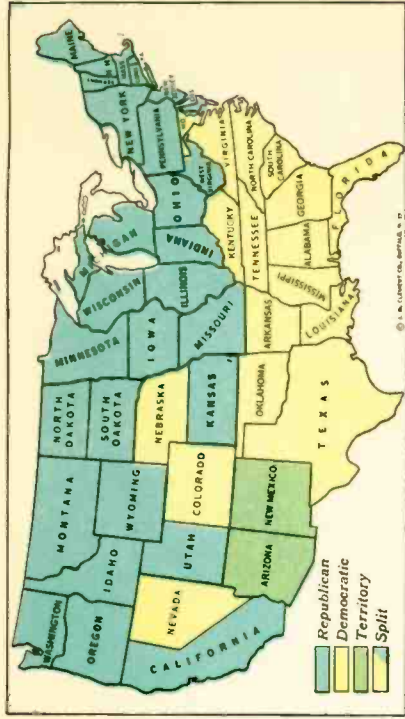 WASHINGTON
OREGON
CALIFORNIA
NEVADA
IDAHO
MONTANA
WYOMING
UTAH
COLORADO
ARIZONA
NEW MEXICO
NORTH
DAKOTA
SOUTH
DAKOTA
NEBRASKA
KANSAS
OKLAHOMA
TEXAS
MINNESOTA
IOWA
MISSOURI
ARKANSAS
LOUISIANA
WISCONSIN
ILLINOIS
MICHIGAN
INDIANA
OHIO
KENTUCKY
TENNESSEE
MISSISSIPPI
ALABAMA
GEORGIA
FLORIDA
SOUTH
CAROLINA
NORTH CAROLINA
VIRGINIA
WEST
VIRGINIA
PENNSYLVANIA
NEW YORK
MAINE
N H
MASS
Republican
Democratic
Territory
Split